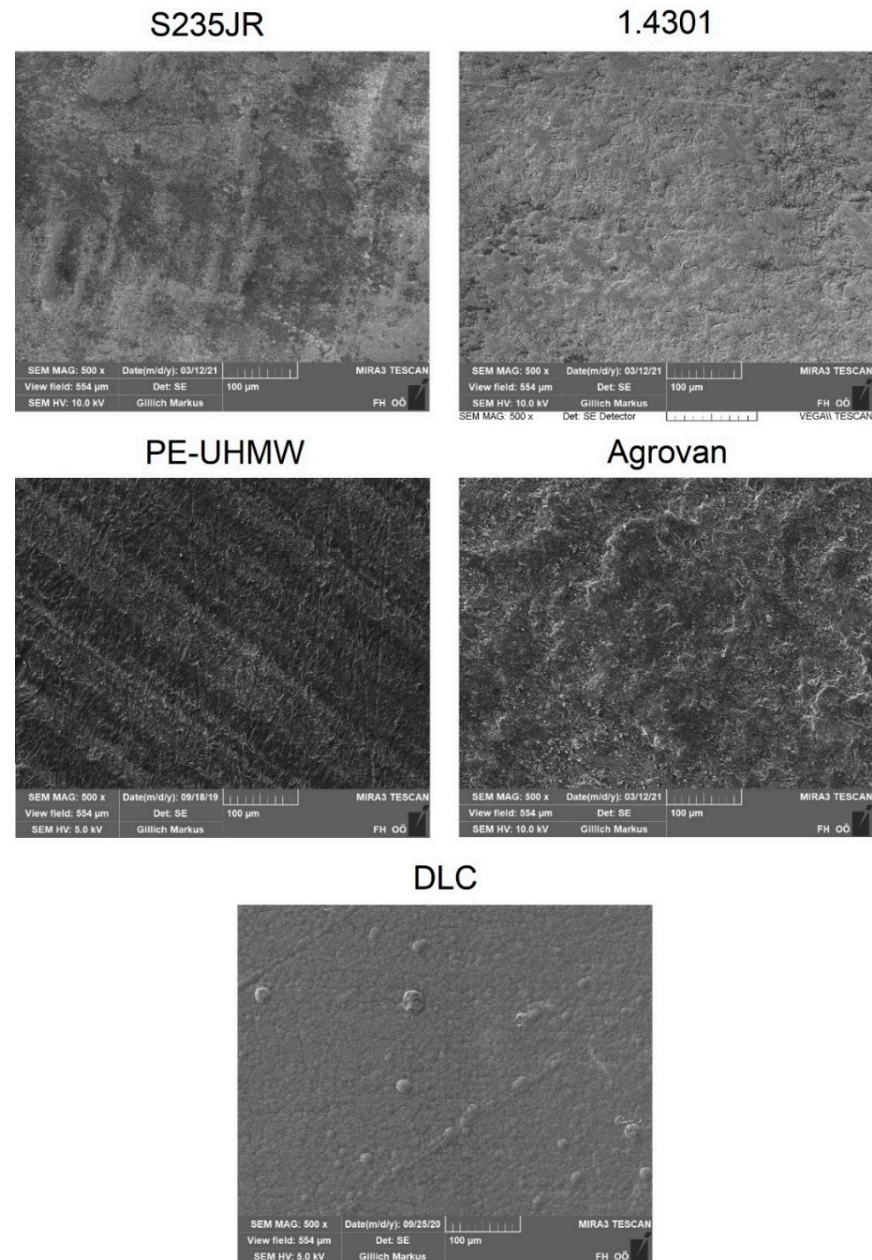 S235JR
1.4301
SEM MAG: 500 x Date(m/d/y): 03/12/21 MIRA3 TESCAN
View field: 554 µm Det: SE 100 µm
SEM HV: 10.0 kV Gillich Markus FH OÖ
SEM MAG: 500 x Date(m/d/y): 03/12/21 MIRA3 TESCAN
View field: 554 µm Det: SE 100 µm
SEM HV: 10.0 kV Gillich Markus FH OÖ
SEM MAG: 500 x Det: SE Detector VEGA\\ TESCAN
PE-UHMW
Agrovan
SEM MAG: 500 x Date(m/d/y): 09/18/19 MIRA3 TESCAN
View field: 554 µm Det: SE 100 µm
SEM HV: 5.0 kV Gillich Markus FH OÖ
SEM MAG: 500 x Date(m/d/y): 03/12/21 MIRA3 TESCAN
View field: 554 µm Det: SE 100 µm
SEM HV: 10.0 kV Gillich Markus FH OÖ
DLC
SEM MAG: 500 x Date(m/d/y): 09/25/20 MIRA3 TESCAN
View field: 554 µm Det: SE 100 µm
SEM HV: 5.0 kV Gillich Markus FH OÖ